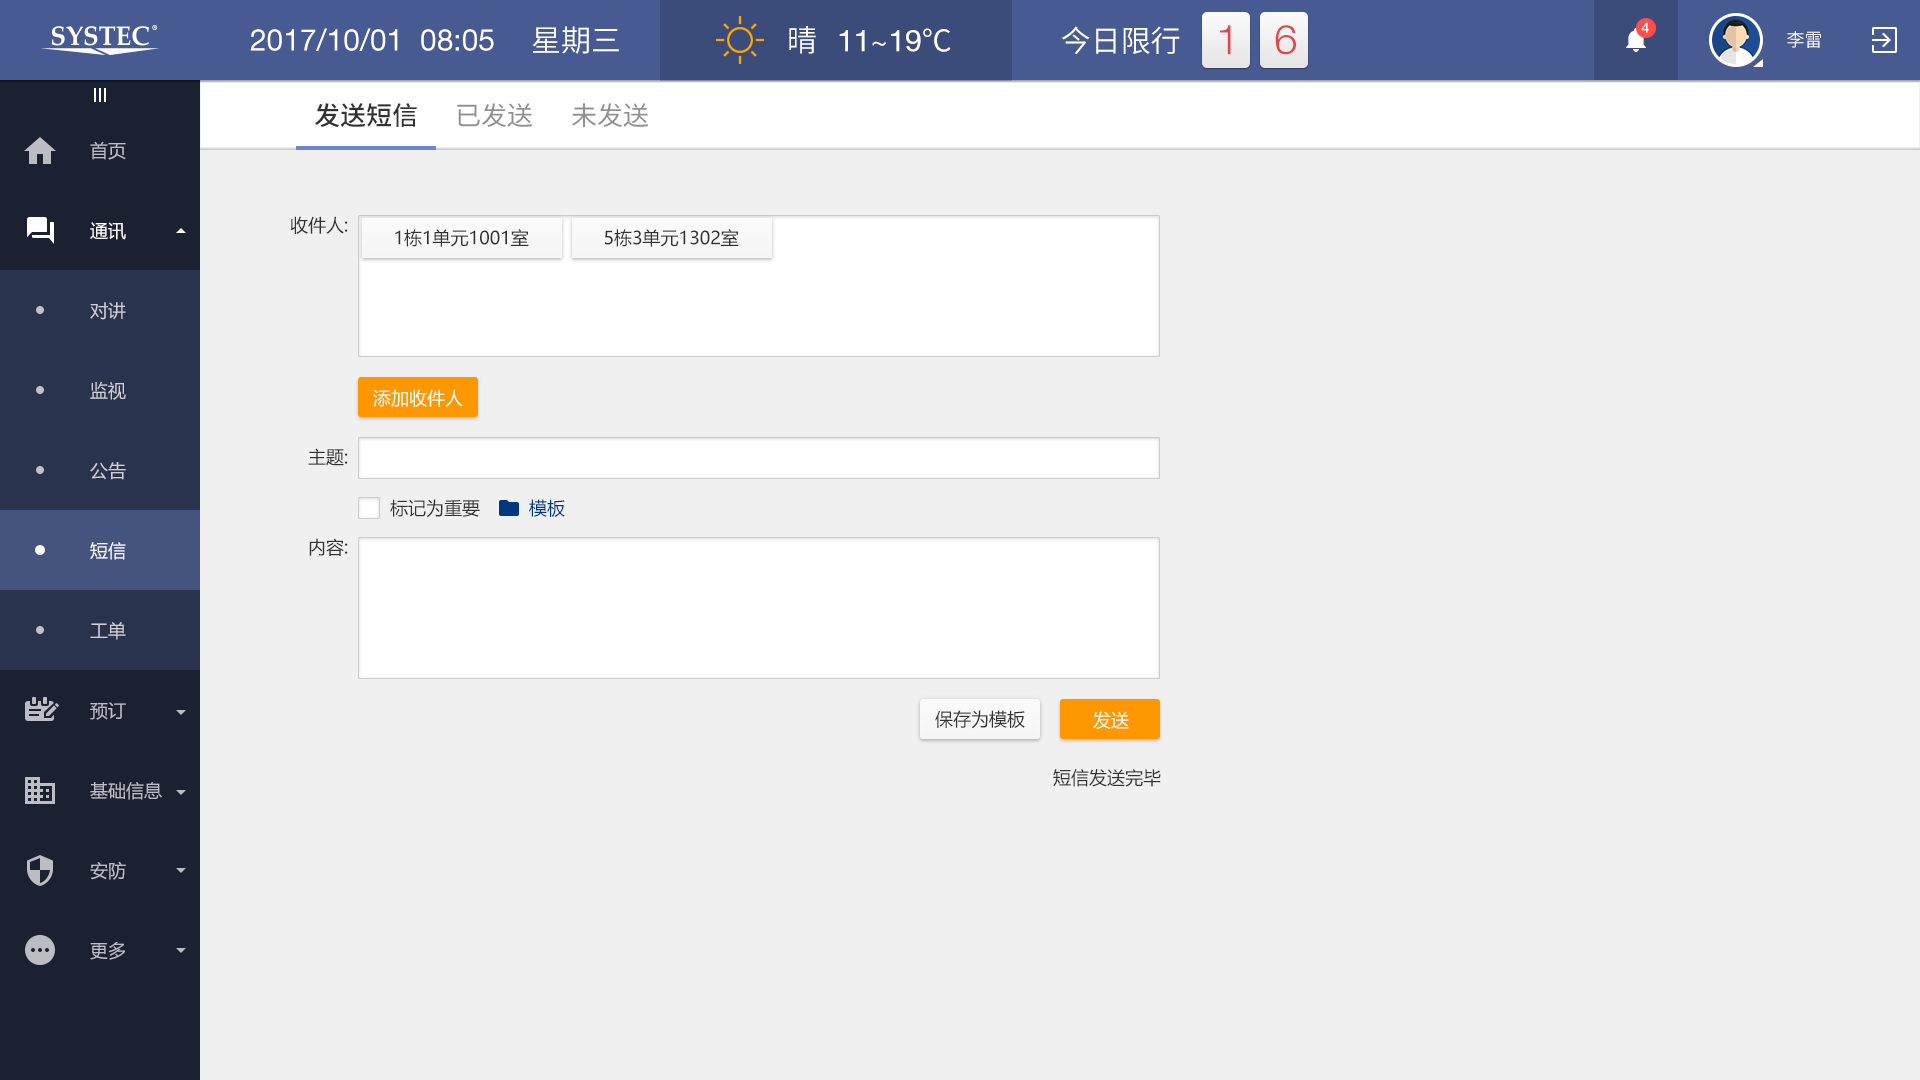 SYSTEC®
2017/10/01 08:05 星期三
晴 11~19℃
今日限行 1 6
4
李雷
首页
通讯
对讲
监视
公告
短信
工单
预订
基础信息
安防
更多
发送短信 已发送 未发送
收件人: 1栋1单元1001室 5栋3单元1302室
添加收件人
主题:
标记为重要 模板
内容:
保存为模板 发送
短信发送完毕